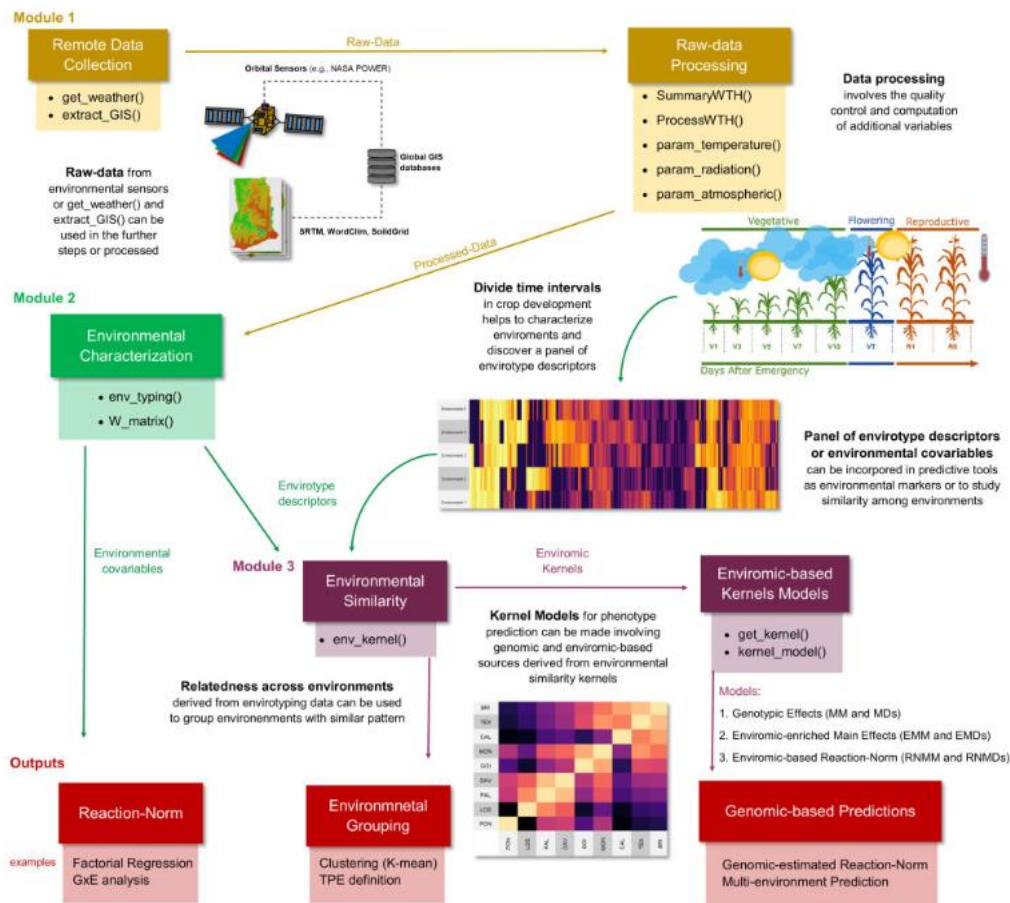 Module 1
Remote Data
Collection
• get_weather()
• extract_GIS()
Raw-Data
Orbital Sensors (e.g., NASA POWER)
Global GIS
databases
SRTM, WordClim, SoildGrid
Raw-data
Processing
• SummaryWTH()
• ProcessWTH()
• param_temperature()
• param_radiation()
• param_atmospheric()
Data processing
involves the quality
control and computation
of additional variables
Raw-data from
environmental sensors
or get_weather() and
extract_GIS() can be
used in the further
steps or processed
Processed-Data
Vegetative
Flowering
Reproductive
V1 V3 V5 V7 V10 VT R1
Days After Emergency
Divide time intervals
in crop development
helps to characterize
enviroments and
discover a panel of
envirotype descriptors
Module 2
Environmental
Characterization
• env_typing()
• W_matrix()
Panel of envirotype descriptors
or environmental covariables
can be incorpored in predictive tools
as environmental markers or to study
similarity among environments
Envirotype
descriptors
Environmental
covariables
Module 3
Environmental
Similarity
• env_kernel()
Enviromic
Kernels
Enviromic-based
Kernels Models
• get_kernel()
• kernel_model()
Kernel Models for phenotype
prediction can be made involving
genomic and enviromic-based
sources derived from environmental
similarity kernels
Relatedness across environments
derived from envirotyping data can be used
to group environenments with similar pattern
Models:
1. Genotypic Effects (MM and MDs)
2. Enviromic-enriched Main Effects (EMM and EMDs)
3. Enviromic-based Reaction-Norm (RNMM and RNMDs)
BRI
TEX
CAL
MON
GOI
DAV
PAL
LOS
PON
PON LOS PAL DAV GOI MON CAL TEX BRI
Outputs
Reaction-Norm
examples
Factorial Regression
GxE analysis
Environmnetal
Grouping
Clustering (K-mean)
TPE definition
Genomic-based Predictions
Genomic-estimated Reaction-Norm
Multi-environment Prediction